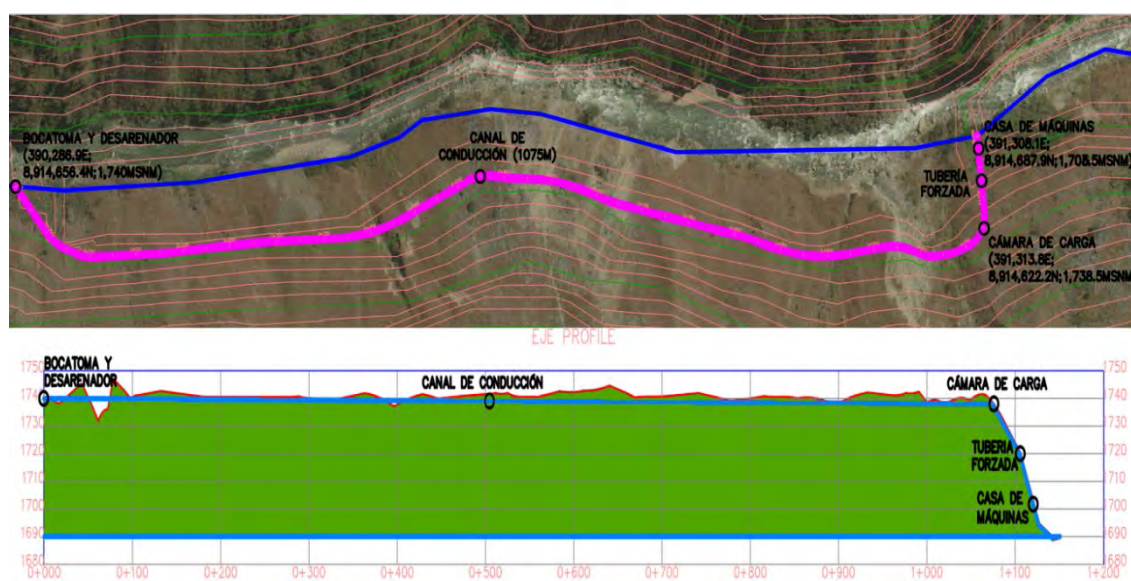 BOCATOMA Y DESARENADOR
(390,286.9E;
8,914,656.4N;1,740MSNM)
CANAL DE
CONDUCCIÓN (1075M)
CASA DE MÁQUINAS
(391,308.1E;
8,914,687.9N;1,708.5MSNM)
TUBERÍA
FORZADA
CÁMARA DE CARGA
(391,313.8E;
8,914,622.2N;1,738.5MSNM)
EJE PROFILE
1750
1740
1730
1720
1710
1700
1690
1680
BOCATOMA Y
DESARENADOR
CANAL DE CONDUCCIÓN
CÁMARA DE CARGA
TUBERIA
FORZADA
CASA DE
MÁQUINAS
1750
1740
1730
1720
1710
1700
1690
1680
0+000
0+100
0+200
0+300
0+400
0+500
0+600
0+700
0+800
0+900
1+000
1+100
1+200